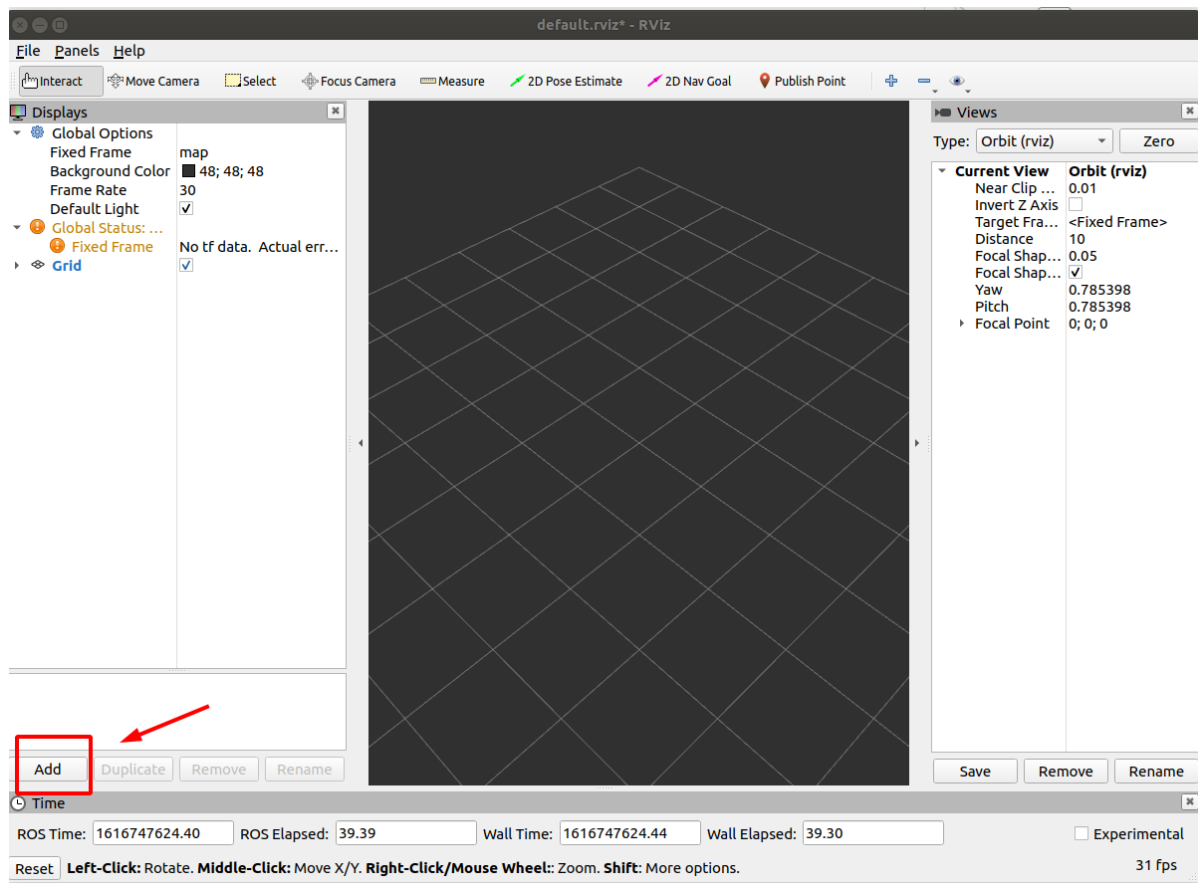 default.rviz* - RViz
File Panels Help
Interact Move Camera Select Focus Camera Measure 2D Pose Estimate 2D Nav Goal Publish Point
Displays
Global Options
Fixed Frame map
Background Color 48; 48; 48
Frame Rate 30
Default Light
Global Status: ...
Fixed Frame No tf data. Actual err...
Grid
Add Duplicate Remove Rename
Views
Type: Orbit (rviz) Zero
Current View Orbit (rviz)
Near Clip ... 0.01
Invert Z Axis
Target Fra... <Fixed Frame>
Distance 10
Focal Shap... 0.05
Focal Shap...
Yaw 0.785398
Pitch 0.785398
Focal Point 0; 0; 0
Save Remove Rename
Time
ROS Time: 1616747624.40 ROS Elapsed: 39.39 Wall Time: 1616747624.44 Wall Elapsed: 39.30 Experimental
Reset Left-Click: Rotate. Middle-Click: Move X/Y. Right-Click/Mouse Wheel:: Zoom. Shift: More options. 31 fps